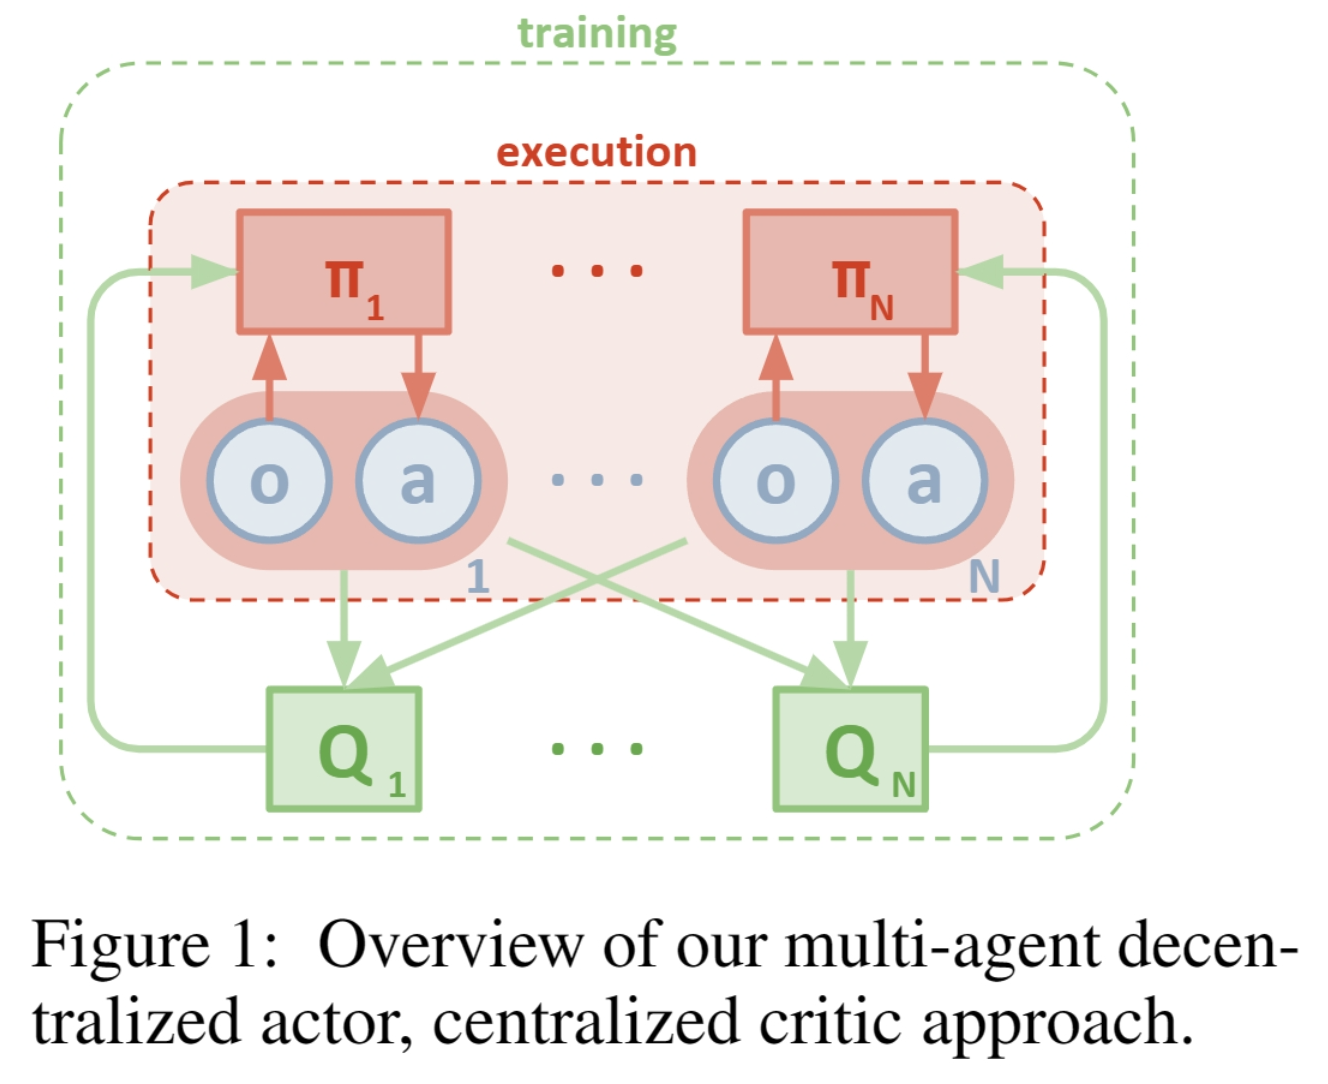 training
execution
π1 ... πN
o a ... o a
1 N
Q1 ... QN
Figure 1: Overview of our multi-agent decen-
tralized actor, centralized critic approach.